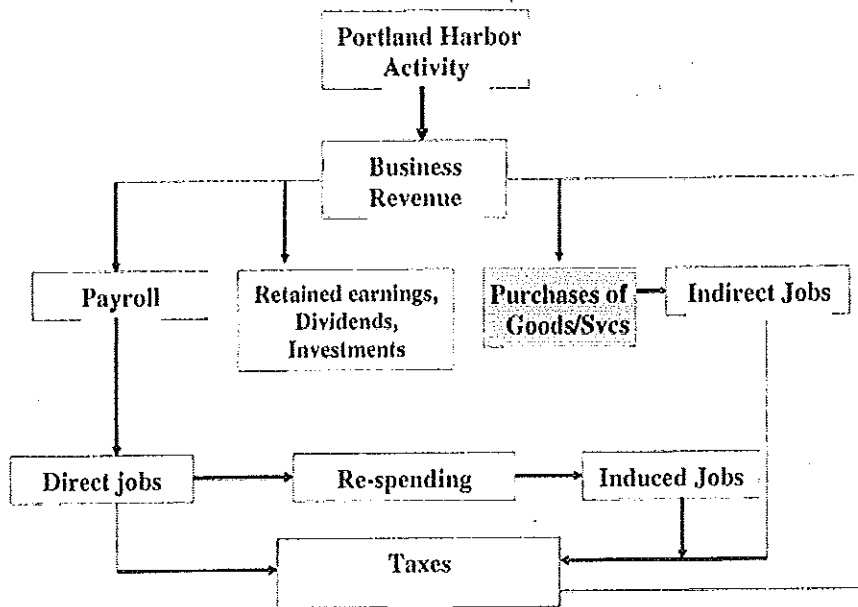 Portland Harbor
Activity
Business
Revenue
Payroll
Retained earnings,
Dividends,
Investments
Purchases of
Goods/Svcs
Indirect Jobs
Direct jobs
Re-spending
Induced Jobs
Taxes